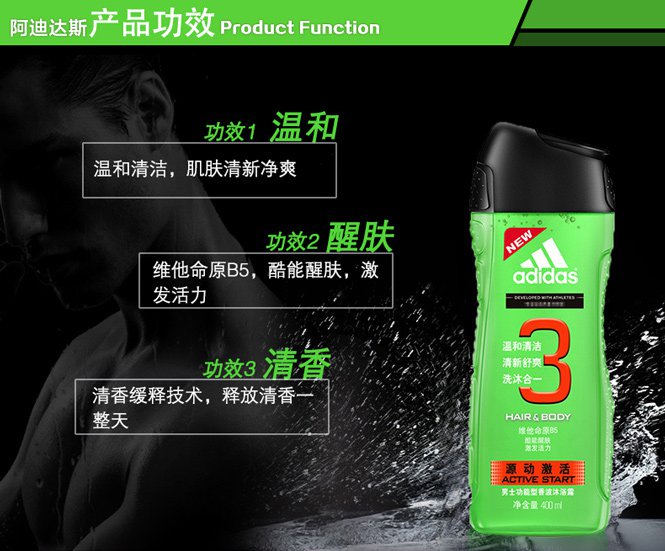 阿迪达斯产品功效 Product Function
功效1 温和
温和清洁，肌肤清新净爽
功效2 醒肤
维他命原B5，酷能醒肤，激
发活力
功效3 清香
清香缓释技术，释放清香一
整天
NEW
adidas
DEVELOPED WITH ATHLETES
3
温和清洁
清新舒爽
洗沐合一
HAIR & BODY
维他命原B5
酷能醒肤
激发活力
源动激活
ACTIVE START
男士功能型香波沐浴露
净含量 400 ml